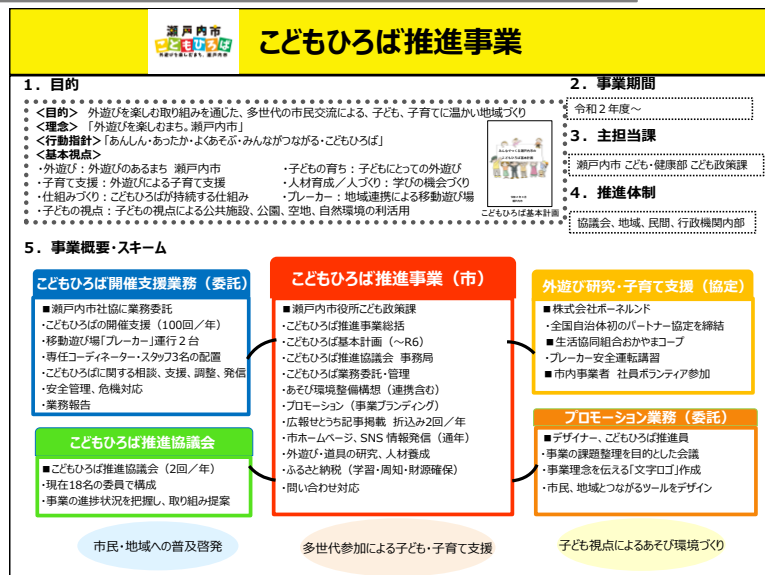 瀬戸内市
こどもひろば
外遊びを楽しむまち。瀬戸内市
こどもひろば推進事業
1．目的
＜目的＞ 外遊びを楽しむ取り組みを通じた、多世代の市民交流による、子ども、子育てに温かい地域づくり
＜理念＞「外遊びを楽しむまち。瀬戸内市」
＜行動指針＞「あんしん・あったか・よくあそぶ・みんながつながる・こどもひろば」
＜基本視点＞
・外遊び：外遊びのあるまち 瀬戸内市
・子どもの育ち：子どもにとっての外遊び
・子育て支援：外遊びによる子育て支援
・人材育成／人づくり：学びの機会づくり
・仕組みづくり：こどもひろばが持続する仕組み
・プレーカー：地域連携による移動遊び場
・子どもの視点：子どもの視点による公共施設、公園、空地、自然環境の利活用
こどもひろば基本計画
2．事業期間
令和２年度～
3．主担当課
瀬戸内市 こども・健康部 こども政策課
4．推進体制
協議会、地域、民間、行政機関内部
5．事業概要・スキーム
こどもひろば開催支援業務（委託）
■瀬戸内市社協に業務委託
・こどもひろばの開催支援（100回／年）
・移動遊び場「プレーカー」運行２台
・専任コーディネーター・スタッフ3名の配置
・こどもひろばに関する相談、支援、調整、発信
・安全管理、危機対応
・業務報告
こどもひろば推進協議会
■こどもひろば推進協議会（2回／年）
・現在18名の委員で構成
・事業の進捗状況を把握し、取り組み提案
こどもひろば推進事業（市）
■瀬戸内市役所こども政策課
・こどもひろば推進事業総括
・こどもひろば基本計画（～R6）
・こどもひろば推進協議会 事務局
・こどもひろば業務委託・管理
・あそび環境整備構想（連携含む）
・プロモーション（事業ブランディング）
・広報せとうち記事掲載 折込み2回／年
・市ホームページ、SNS 情報発信（通年）
・外遊び・道具の研究、人材養成
・ふるさと納税（学習・周知・財源確保）
・問い合わせ対応
外遊び研究・子育て支援（協定）
■株式会社ボーネルンド
・全国自治体初のパートナー協定を締結
■生活協同組合おかやまコープ
・プレーカー安全運転講習
■市内事業者 社員ボランティア参加
プロモーション業務（委託）
■デザイナー、こどもひろば推進員
・事業の課題整理を目的とした会議
・事業理念を伝える「文字ロゴ」作成
・市民、地域とつながるツールをデザイン
市民・地域への普及啓発
多世代参加による子ども・子育て支援
子ども視点によるあそび環境づくり